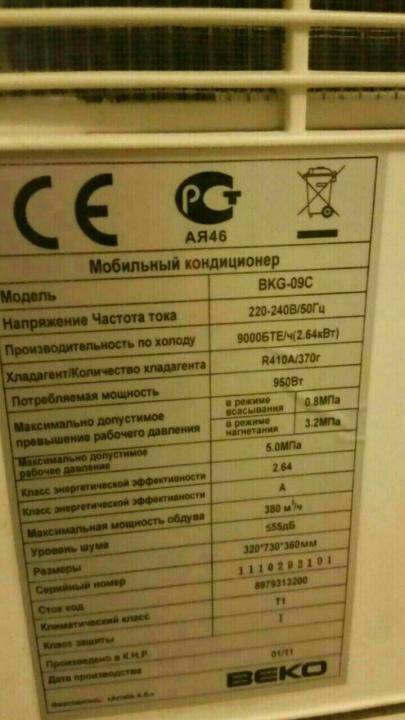 CE PCT
АЯ46
Мобильный кондиционер
Модель BKG-09C
Напряжение Частота тока 220-240В/50Гц
Производительность по холоду 9000БТЕ/ч(2.64кВт)
Хладагент/Количество хладагента R410A/370г
Потребляемая мощность 950Вт
Максимально допустимое превышение рабочего давления
в режиме всасывания 0.8МПа
в режиме нагнетания 3.2МПа
Максимально допустимое рабочее давление 5.0МПа
Класс энергетической эффективности 2.64
Класс энергетической эффективности A
Максимальная мощность обдува 380 м³/ч
Уровень шума ≤55дБ
Размеры 320*730*360мм
Серийный номер 1110293101
Сток код 8979313200
Климатический класс T1
Класс защиты I
Произведено в К.Н.Р.
Дата производства 01/11
Изготовитель: «Arcelik A.S.»
BEKO